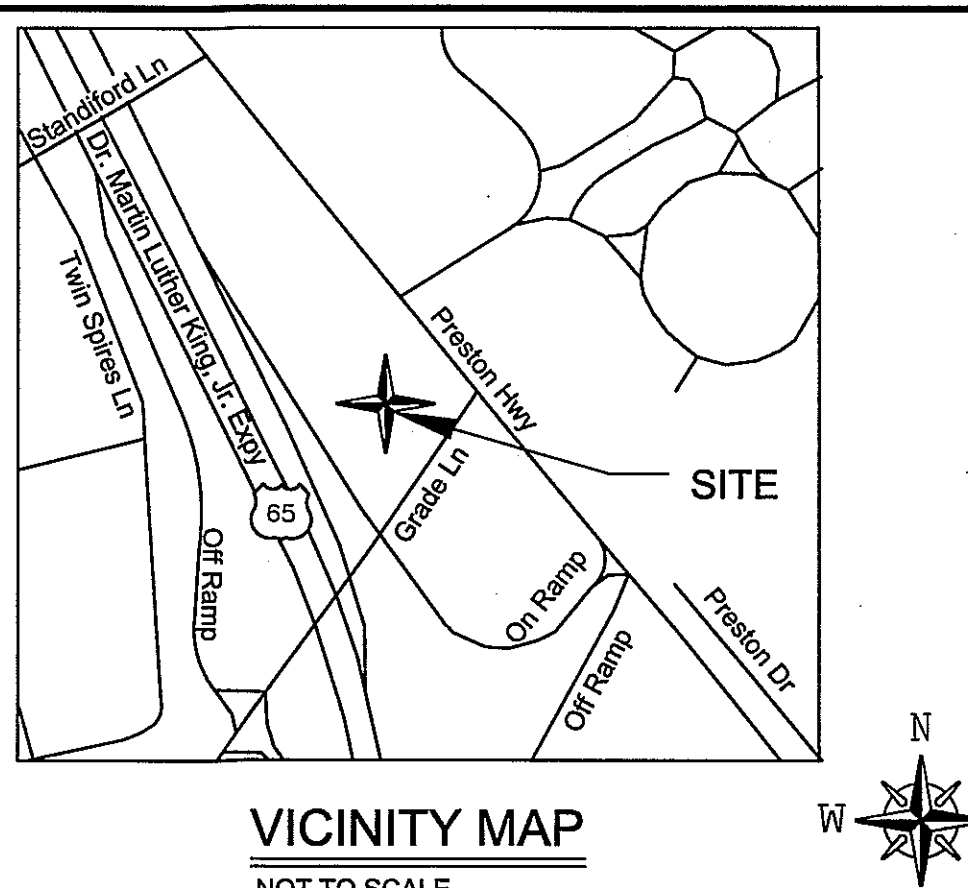 Standiford Ln
Dr. Martin Luther King, Jr. Expy
Twin Spires Ln
Preston Hwy
SITE
Grade Ln
65
Off Ramp
On Ramp
Preston Dr
Off Ramp
N
W
VICINITY MAP
NOT TO SCALE